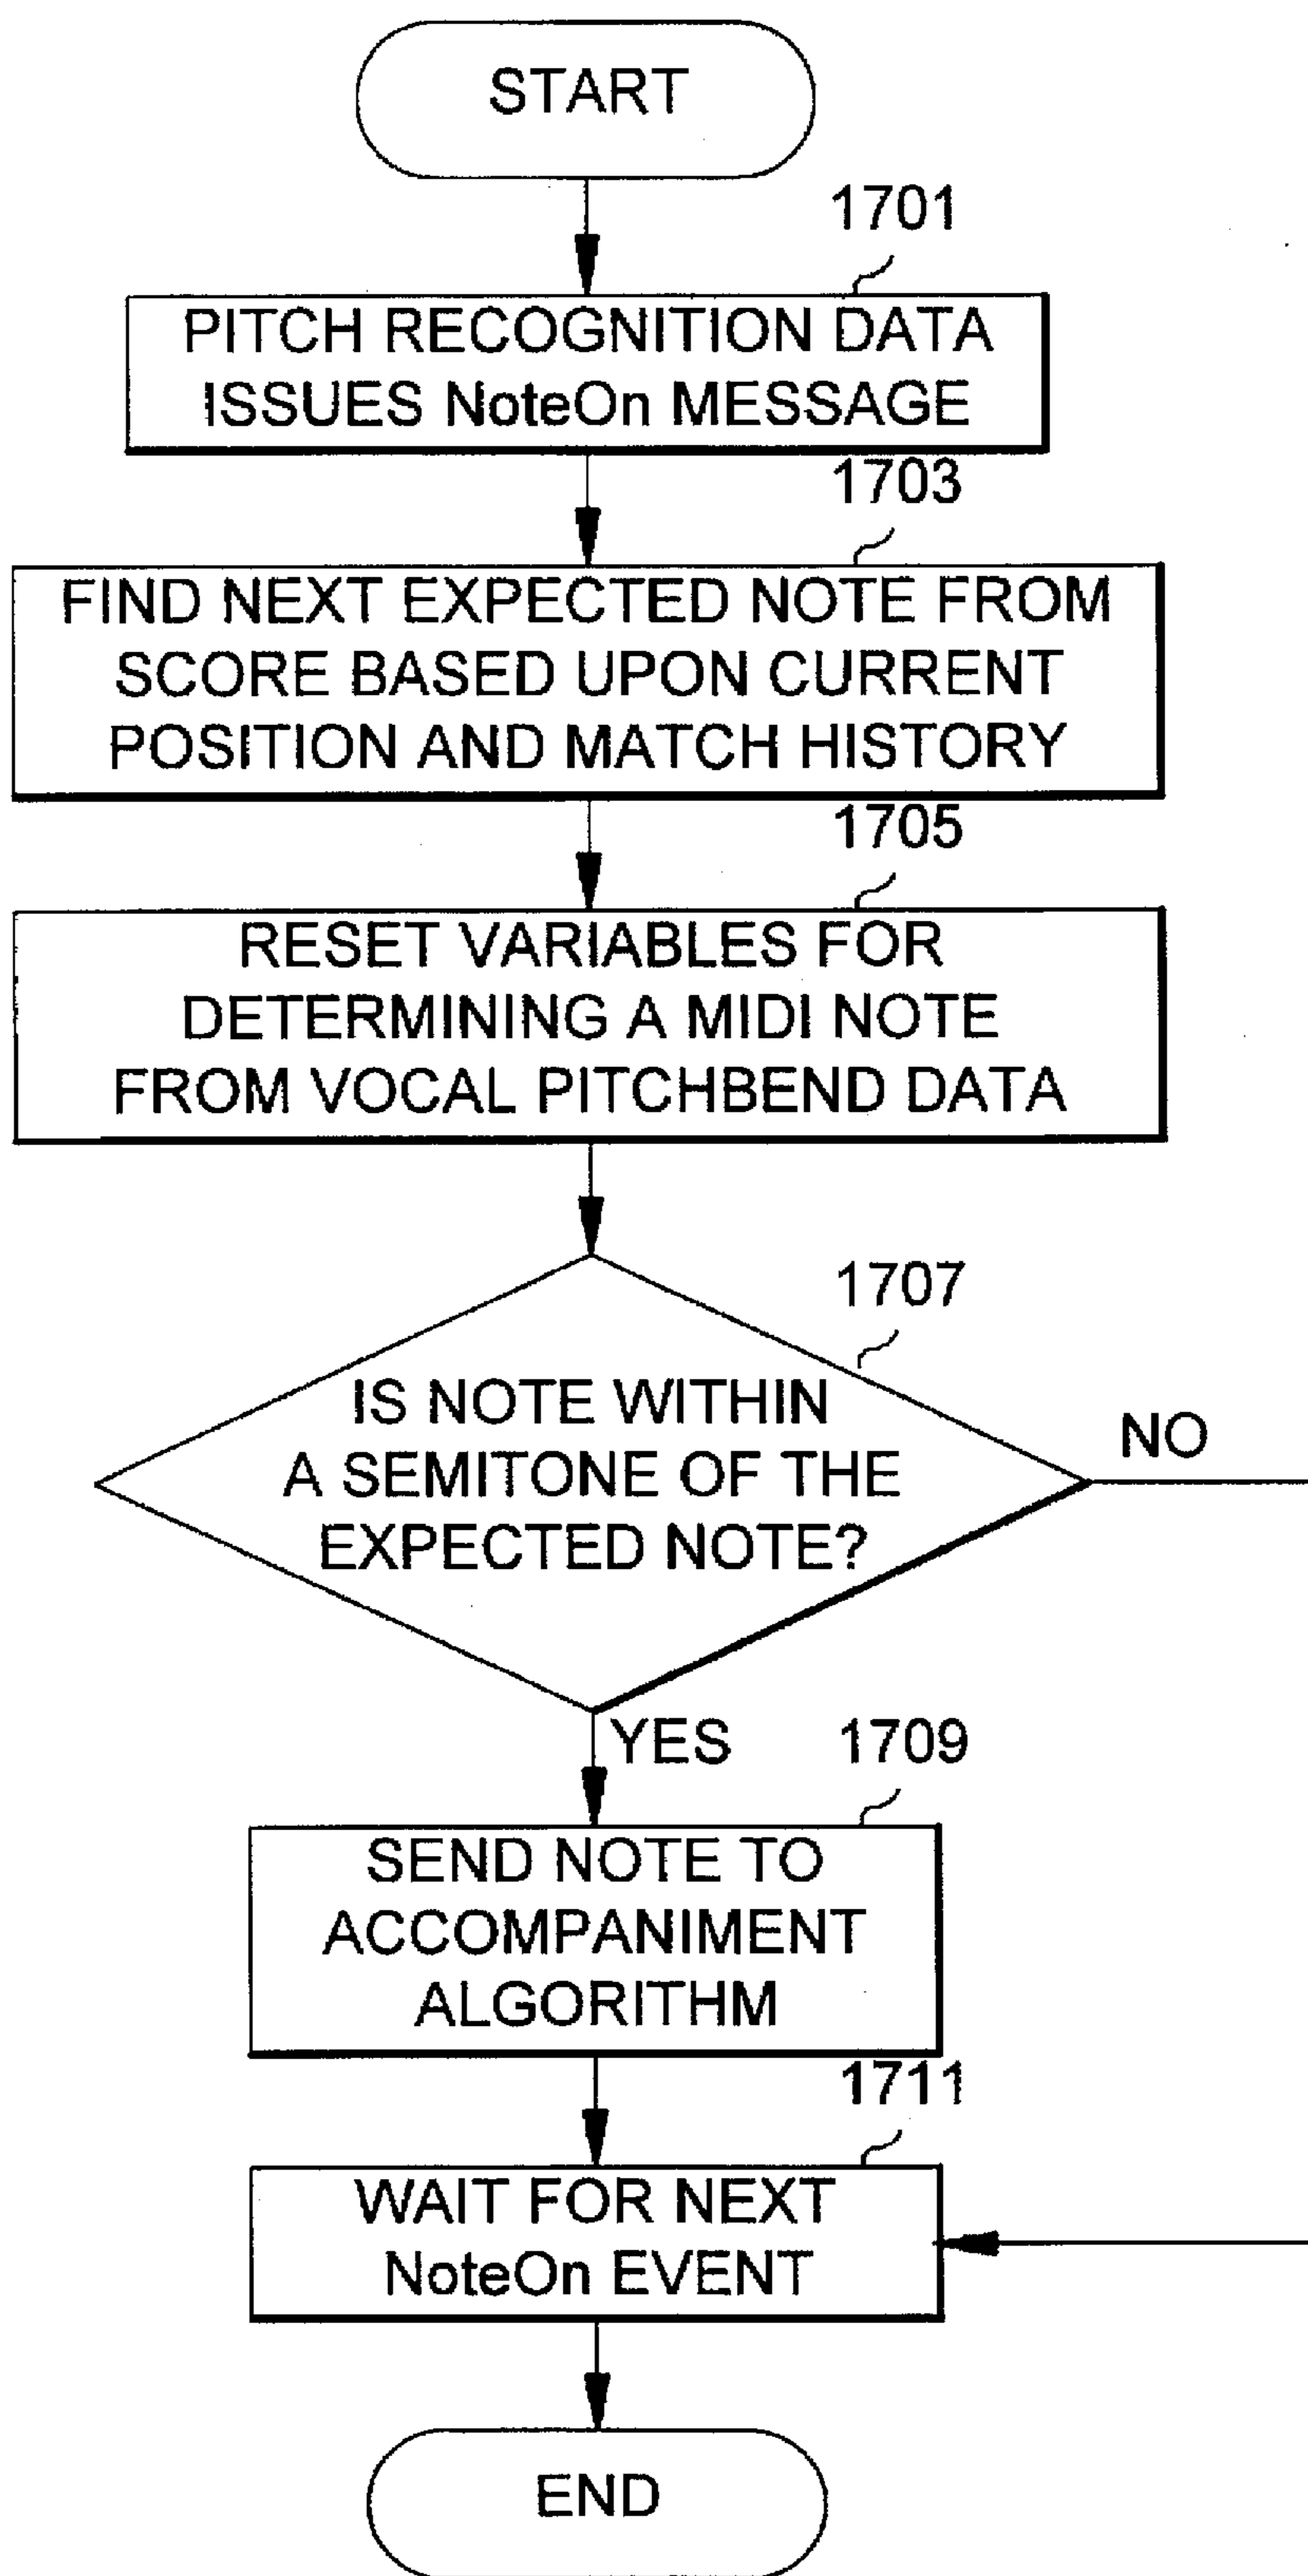 START
1701
PITCH RECOGNITION DATA
ISSUES NoteOn MESSAGE
1703
FIND NEXT EXPECTED NOTE FROM
SCORE BASED UPON CURRENT
POSITION AND MATCH HISTORY
1705
RESET VARIABLES FOR
DETERMINING A MIDI NOTE
FROM VOCAL PITCHBEND DATA
1707
IS NOTE WITHIN
A SEMITONE OF THE
EXPECTED NOTE?
NO
YES
1709
SEND NOTE TO
ACCOMPANIMENT
ALGORITHM
1711
WAIT FOR NEXT
NoteOn EVENT
END